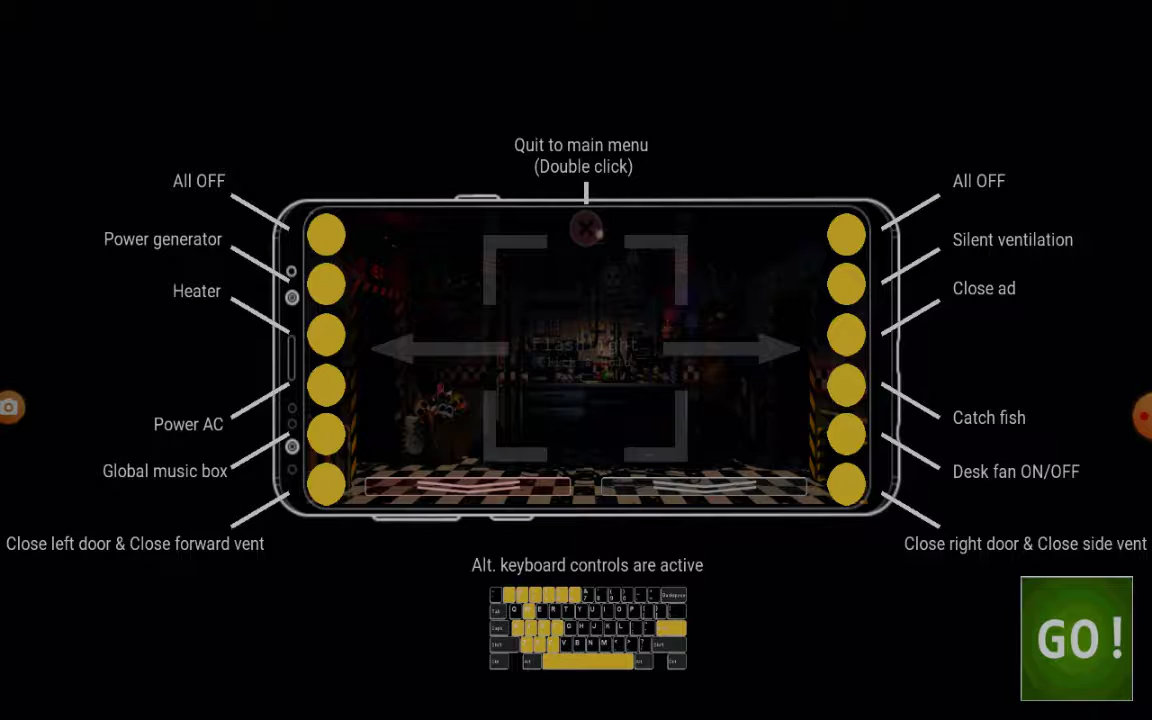 Quit to main menu
(Double click)
All OFF
All OFF
Power generator
Silent ventilation
Heater
Close ad
Flashlight
Power AC
Catch fish
Global music box
Desk fan ON/OFF
Close left door & Close forward vent
Close right door & Close side vent
Alt. keyboard controls are active
GO!